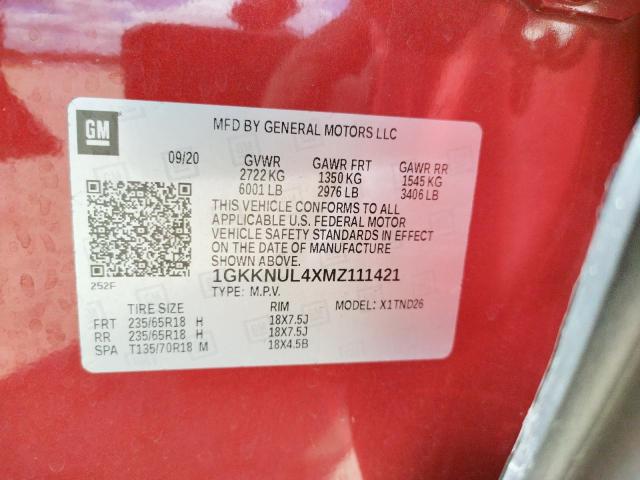 GM
MFD BY GENERAL MOTORS LLC
09/20 GVWR GAWR FRT GAWR RR
2722 KG 1350 KG 1545 KG
6001 LB 2976 LB 3406 LB
THIS VEHICLE CONFORMS TO ALL
APPLICABLE U.S. FEDERAL MOTOR
VEHICLE SAFETY STANDARDS IN EFFECT
ON THE DATE OF MANUFACTURE
SHOWN ABOVE.
252F
1GKKNUL4XMZ111421
TYPE: M.P.V. MODEL: X1TND26
TIRE SIZE RIM
FRT 235/65R18 H 18X7.5J
RR 235/65R18 H 18X7.5J
SPA T135/70R18 M 18X4.5B